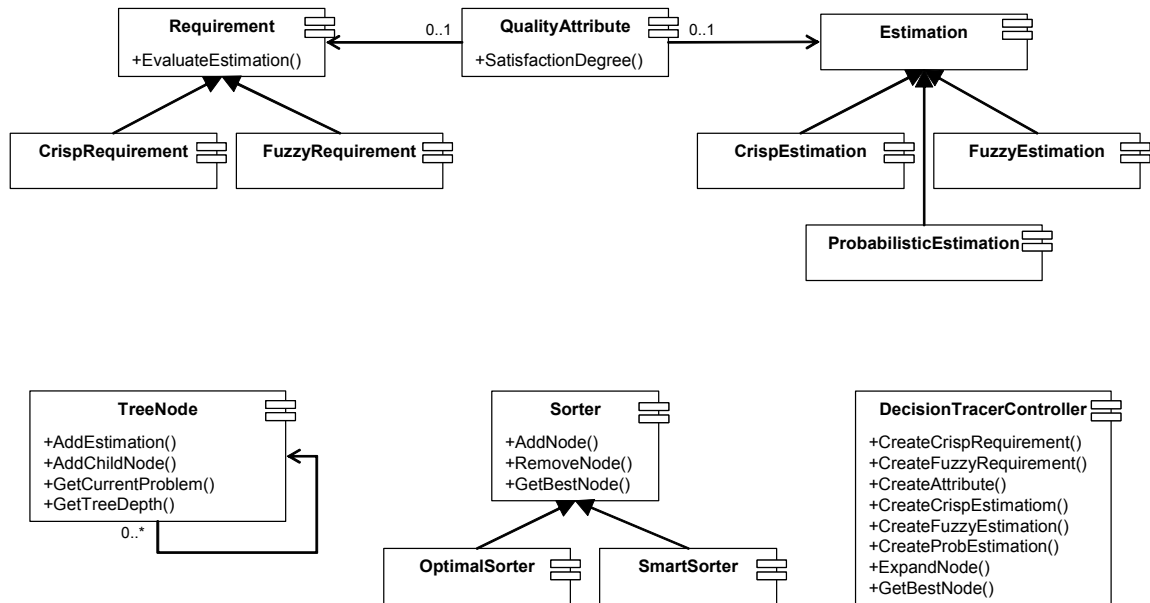 Requirement
+EvaluateEstimation()
0..1
QualityAttribute
+SatisfactionDegree()
0..1
Estimation
CrispRequirement
FuzzyRequirement
CrispEstimation
FuzzyEstimation
ProbabilisticEstimation
TreeNode
+AddEstimation()
+AddChildNode()
+GetCurrentProblem()
+GetTreeDepth()
0..*
Sorter
+AddNode()
+RemoveNode()
+GetBestNode()
OptimalSorter
SmartSorter
DecisionTracerController
+CreateCrispRequirement()
+CreateFuzzyRequirement()
+CreateAttribute()
+CreateCrispEstimatiom()
+CreateFuzzyEstimation()
+CreateProbEstimation()
+ExpandNode()
+GetBestNode()